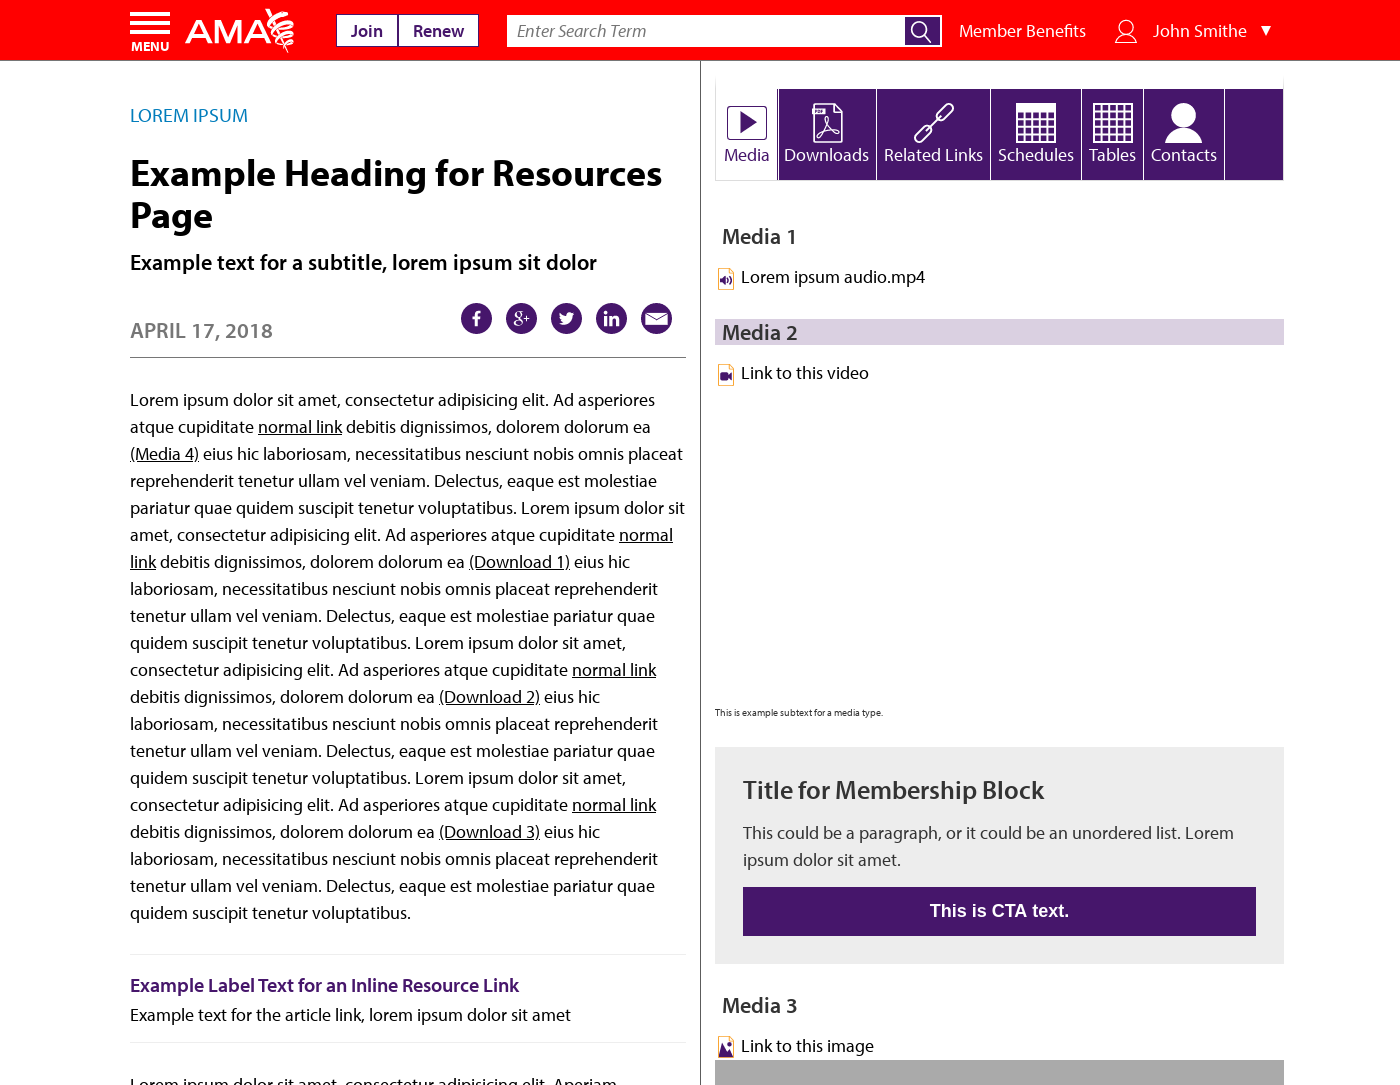 MENU
AMA
Join
Renew
Enter Search Term
Member Benefits
John Smithe ▼
LOREM IPSUM
Example Heading for Resources
Page
Example text for a subtitle, lorem ipsum sit dolor
APRIL 17, 2018
Lorem ipsum dolor sit amet, consectetur adipisicing elit. Ad asperiores
atque cupiditate normal link debitis dignissimos, dolorem dolorum ea
(Media 4) eius hic laboriosam, necessitatibus nesciunt nobis omnis placeat
reprehenderit tenetur ullam vel veniam. Delectus, eaque est molestiae
pariatur quae quidem suscipit tenetur voluptatibus. Lorem ipsum dolor sit
amet, consectetur adipisicing elit. Ad asperiores atque cupiditate normal
link debitis dignissimos, dolorem dolorum ea (Download 1) eius hic
laboriosam, necessitatibus nesciunt nobis omnis placeat reprehenderit
tenetur ullam vel veniam. Delectus, eaque est molestiae pariatur quae
quidem suscipit tenetur voluptatibus. Lorem ipsum dolor sit amet,
consectetur adipisicing elit. Ad asperiores atque cupiditate normal link
debitis dignissimos, dolorem dolorum ea (Download 2) eius hic
laboriosam, necessitatibus nesciunt nobis omnis placeat reprehenderit
tenetur ullam vel veniam. Delectus, eaque est molestiae pariatur quae
quidem suscipit tenetur voluptatibus. Lorem ipsum dolor sit amet,
consectetur adipisicing elit. Ad asperiores atque cupiditate normal link
debitis dignissimos, dolorem dolorum ea (Download 3) eius hic
laboriosam, necessitatibus nesciunt nobis omnis placeat reprehenderit
tenetur ullam vel veniam. Delectus, eaque est molestiae pariatur quae
quidem suscipit tenetur voluptatibus.
Example Label Text for an Inline Resource Link
Example text for the article link, lorem ipsum dolor sit amet
Lorem ipsum dolor sit amet, consectetur adipisicing elit. Aperiam
Media
Downloads
Related Links
Schedules
Tables
Contacts
Media 1
Lorem ipsum audio.mp4
Media 2
Link to this video
This is example subtext for a media type.
Title for Membership Block
This could be a paragraph, or it could be an unordered list. Lorem
ipsum dolor sit amet.
This is CTA text.
Media 3
Link to this image